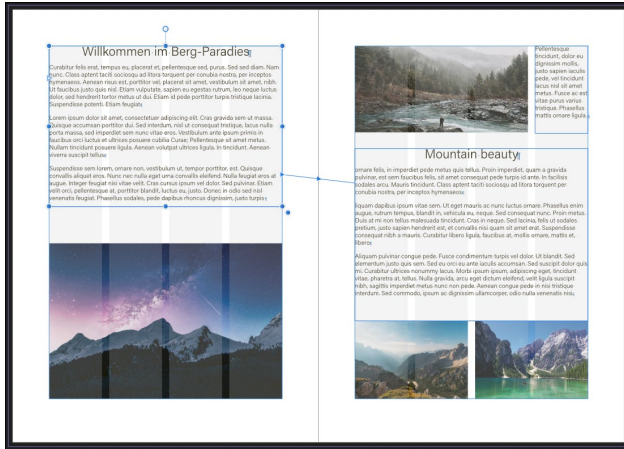 Willkommen im Berg-Paradies
Curabitur felis erat, tempus eu, placerat et, pellentesque sed, purus. Sed sed diam. Nam
nunc. Class aptent taciti sociosqu ad litora torquent per conubia nostra, per inceptos
hymenaeos. Aenean risus est, porttitor vel, placerat sit amet, vestibulum sit amet, nibh.
Ut faucibus justo quis nisl. Etiam vulputate, sapien eu egestas rutrum, leo neque luctus
dolor, sed hendrerit tortor metus ut dui. Etiam id pede porttitor turpis tristique lacinia.
Suspendisse potenti. Etiam feugiat
Lorem ipsum dolor sit amet, consectetuer adipiscing elit. Cras gravida sem ut massa.
Quisque accumsan porttitor dui. Sed interdum, nisl ut consequat tristique, lacus nulla
porta massa, sed imperdiet sem nunc vitae eros. Vestibulum ante ipsum primis in
faucibus orci luctus et ultrices posuere cubilia Curae; Pellentesque sit amet metus.
Nullam tincidunt posuere ligula. Aenean volutpat ultrices ligula. In tincidunt. Aenean
viverra suscipit tellus
Suspendisse sem lorem, ornare non, vestibulum ut, tempor porttitor, est. Quisque
convallis aliquet eros. Nunc nec nulla eget urna convallis eleifend. Nulla feugiat eros at
augue. Integer feugiat nisi vitae velit. Cras cursus ipsum vel dolor. Sed pulvinar. Etiam
velit orci, pellentesque at, porttitor blandit, luctus eu, justo. Donec in odio sed nisl
venenatis feugiat. Phasellus sodales, pede dapibus rhoncus dignissim, justo turpis
Pellentesque
tincidunt, dolor eu
dignissim mollis,
justo sapien iaculis
pede, vel tincidunt
lacus nisl sit amet
metus. Fusce ac est
vitae purus varius
tristique. Phasellus
mattis ornare ligula.
Mountain beauty
ornare felis, in imperdiet pede metus quis tellus. Proin imperdiet, quam a gravida
pulvinar, est sem faucibus felis, sit amet consequat pede turpis id ante. In facilisis
sodales arcu. Mauris tincidunt. Class aptent taciti sociosqu ad litora torquent per
conubia nostra, per inceptos hymenaeos
liquam dapibus ipsum vitae sem. Ut eget mauris ac nunc luctus ornare. Phasellus enim
augue, rutrum tempus, blandit in, vehicula eu, neque. Sed consequat nunc. Proin metus.
Duis at mi non tellus malesuada tincidunt. Cras in neque. Sed lacinia, felis ut sodales
pretium, justo sapien hendrerit est, et convallis nisi quam sit amet erat. Suspendisse
consequat nibh a mauris. Curabitur libero ligula, faucibus at, mollis ornare, mattis et,
libero
Aliquam pulvinar congue pede. Fusce condimentum turpis vel dolor. Ut blandit. Sed
elementum justo quis sem. Sed eu orci eu ante iaculis accumsan. Sed suscipit dolor quis
mi. Curabitur ultrices nonummy lacus. Morbi ipsum ipsum, adipiscing eget, tincidunt
vitae, pharetra at, tellus. Nulla gravida, arcu eget dictum eleifend, velit ligula suscipit
nibh, sagittis imperdiet metus nunc non pede. Aenean congue pede in nisi tristique
interdum. Sed commodo, ipsum ac dignissim ullamcorper, odio nulla venenatis nisi,